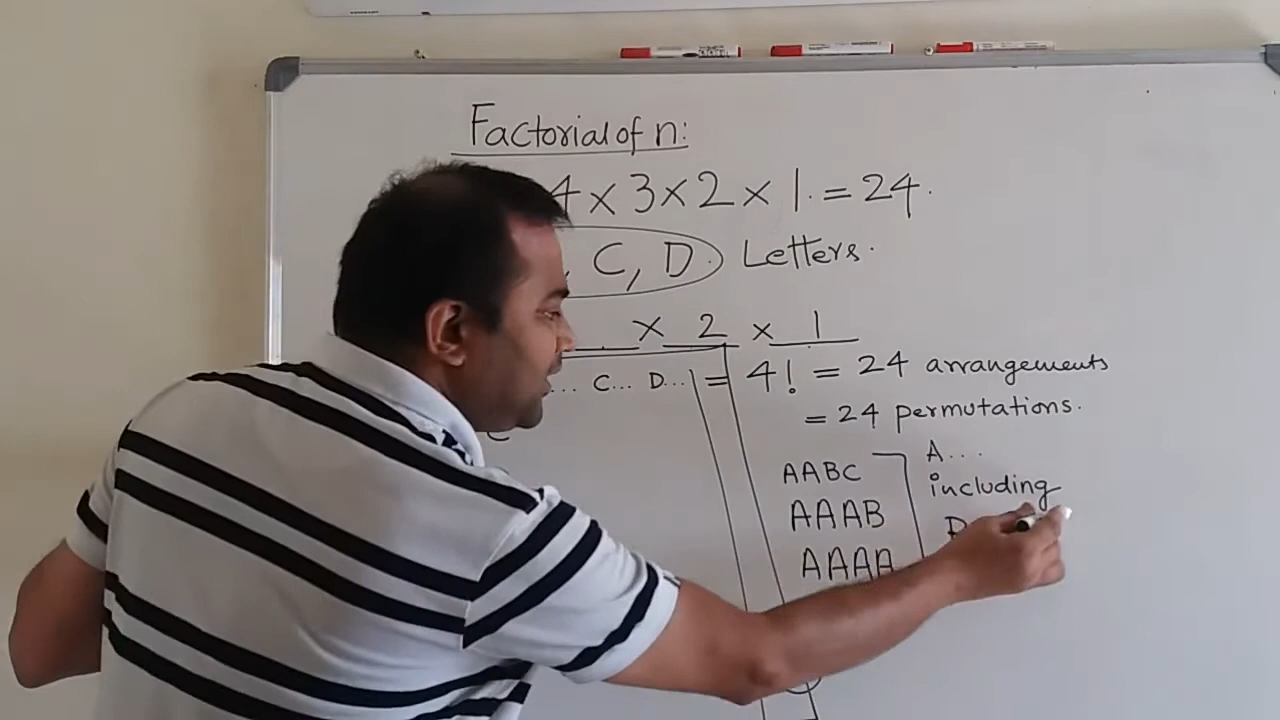 Factorial of n:
4 × 3 × 2 × 1. = 24.
, C, D. Letters.
× 2 × 1
... C... D... = 4! = 24 arrangements
= 24 permutations.
A...
AABC
including
AAAB
AAAA